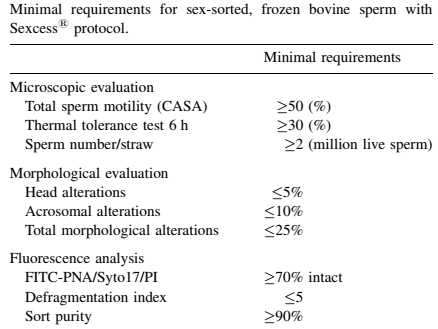 Minimal requirements for sex-sorted, frozen bovine sperm with
Sexcess® protocol.
Minimal requirements
Microscopic evaluation
Total sperm motility (CASA) ≥50 (%)
Thermal tolerance test 6 h ≥30 (%)
Sperm number/straw ≥2 (million live sperm)
Morphological evaluation
Head alterations ≤5%
Acrosomal alterations ≤10%
Total morphological alterations ≤25%
Fluorescence analysis
FITC-PNA/Syto17/PI ≥70% intact
Defragmentation index ≤5
Sort purity ≥90%